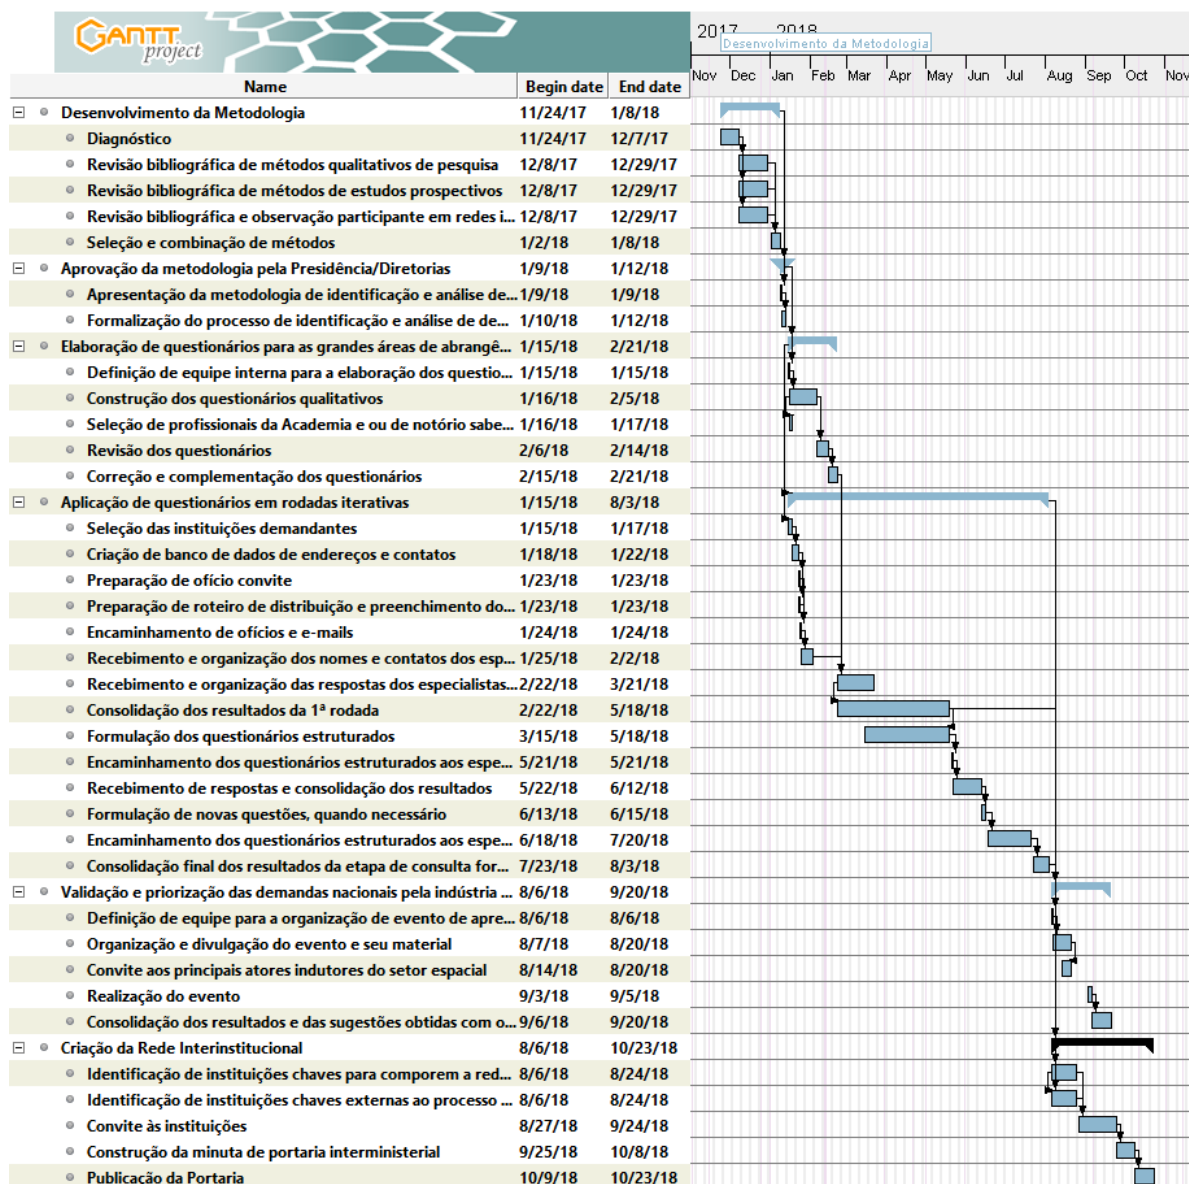 GANTT
project
2017 2018
Desenvolvimento da Metodologia
Nov Dec Jan Feb Mar Apr May Jun Jul Aug Sep Oct Nov
Name Begin date End date
Desenvolvimento da Metodologia 11/24/17 1/8/18
Diagnóstico 11/24/17 12/7/17
Revisão bibliográfica de métodos qualitativos de pesquisa 12/8/17 12/29/17
Revisão bibliográfica de métodos de estudos prospectivos 12/8/17 12/29/17
Revisão bibliográfica e observação participante em redes i... 12/8/17 12/29/17
Seleção e combinação de métodos 1/2/18 1/8/18
Aprovação da metodologia pela Presidência/Diretorias 1/9/18 1/12/18
Apresentação da metodologia de identificação e análise de... 1/9/18 1/9/18
Formalização do processo de identificação e análise de de... 1/10/18 1/12/18
Elaboração de questionários para as grandes áreas de abrangê... 1/15/18 2/21/18
Definição de equipe interna para a elaboração dos questio... 1/15/18 1/15/18
Construção dos questionários qualitativos 1/16/18 2/5/18
Seleção de profissionais da Academia e ou de notório sabe... 1/16/18 1/17/18
Revisão dos questionários 2/6/18 2/14/18
Correção e complementação dos questionários 2/15/18 2/21/18
Aplicação de questionários em rodadas iterativas 1/15/18 8/3/18
Seleção das instituições demandantes 1/15/18 1/17/18
Criação de banco de dados de endereços e contatos 1/18/18 1/22/18
Preparação de ofício convite 1/23/18 1/23/18
Preparação de roteiro de distribuição e preenchimento do... 1/23/18 1/23/18
Encaminhamento de ofícios e e-mails 1/24/18 1/24/18
Recebimento e organização dos nomes e contatos dos esp... 1/25/18 2/2/18
Recebimento e organização das respostas dos especialistas... 2/22/18 3/21/18
Consolidação dos resultados da 1ª rodada 2/22/18 5/18/18
Formulação dos questionários estruturados 3/15/18 5/18/18
Encaminhamento dos questionários estruturados aos espe... 5/21/18 5/21/18
Recebimento de respostas e consolidação dos resultados 5/22/18 6/12/18
Formulação de novas questões, quando necessário 6/13/18 6/15/18
Encaminhamento dos questionários estruturados aos espe... 6/18/18 7/20/18
Consolidação final dos resultados da etapa de consulta for... 7/23/18 8/3/18
Validação e priorização das demandas nacionais pela indústria ... 8/6/18 9/20/18
Definição de equipe para a organização de evento de apre... 8/6/18 8/6/18
Organização e divulgação do evento e seu material 8/7/18 8/20/18
Convite aos principais atores indutores do setor espacial 8/14/18 8/20/18
Realização do evento 9/3/18 9/5/18
Consolidação dos resultados e das sugestões obtidas com o... 9/6/18 9/20/18
Criação da Rede Interinstitucional 8/6/18 10/23/18
Identificação de instituições chaves para comporem a red... 8/6/18 8/24/18
Identificação de instituições chaves externas ao processo ... 8/6/18 8/24/18
Convite às instituições 8/27/18 9/24/18
Construção da minuta de portaria interministerial 9/25/18 10/8/18
Publicação da Portaria 10/9/18 10/23/18